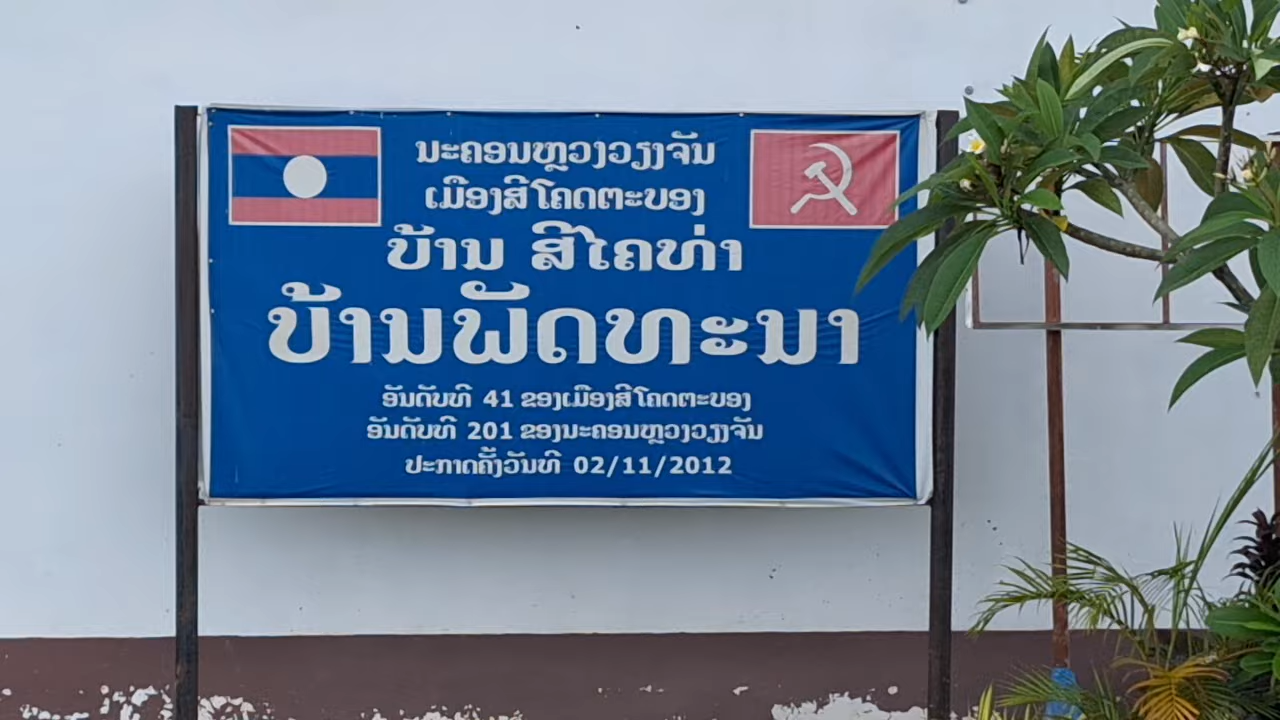 ນະຄອນຫຼວງວຽງຈັນ
ເມືອງສີໂຄດຕະບອງ
ບ້ານ ສີໄຄທ່າ
ບ້ານພັດທະນາ
ອັນດັບທີ 41 ຂອງເມືອງສີໂຄດຕະບອງ
ອັນດັບທີ 201 ຂອງນະຄອນຫຼວງວຽງຈັນ
ປະກາດຄັ້ງວັນທີ 02/11/2012